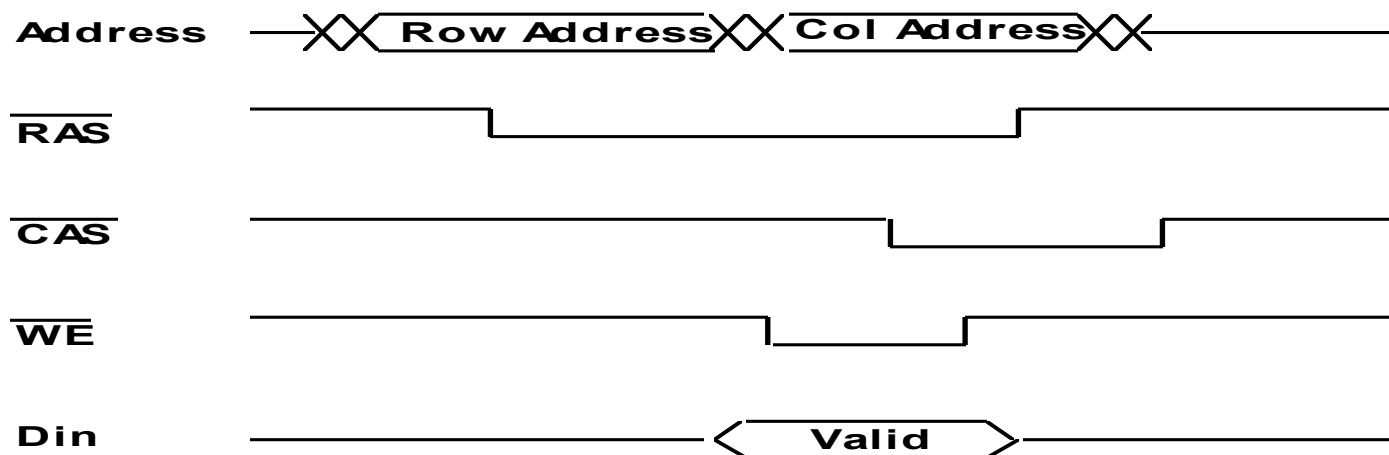 Address Row Address Col Address
RAS
CAS
WE
Din Valid